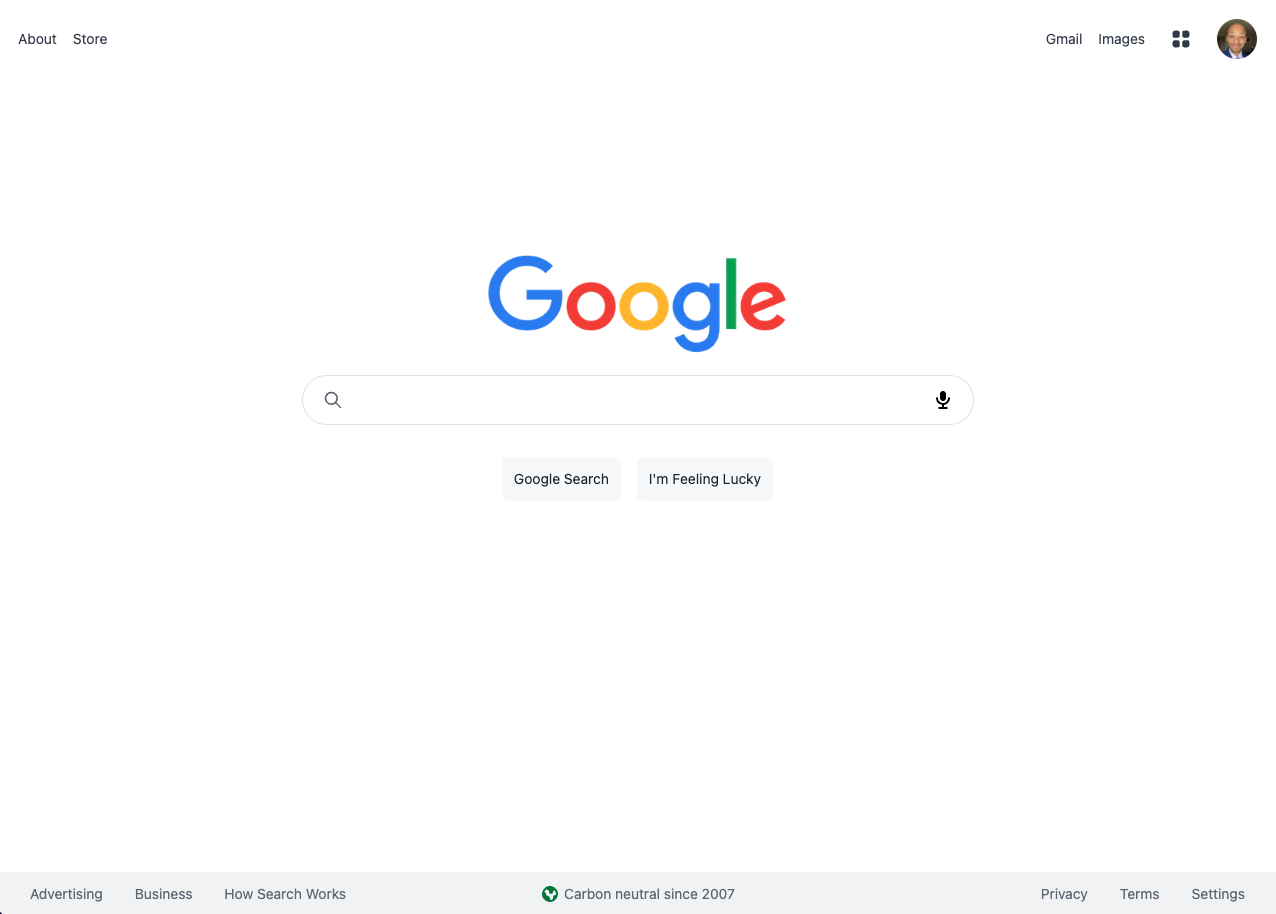 About Store Gmail Images
Google
Google Search I'm Feeling Lucky
Advertising Business How Search Works Carbon neutral since 2007 Privacy Terms Settings